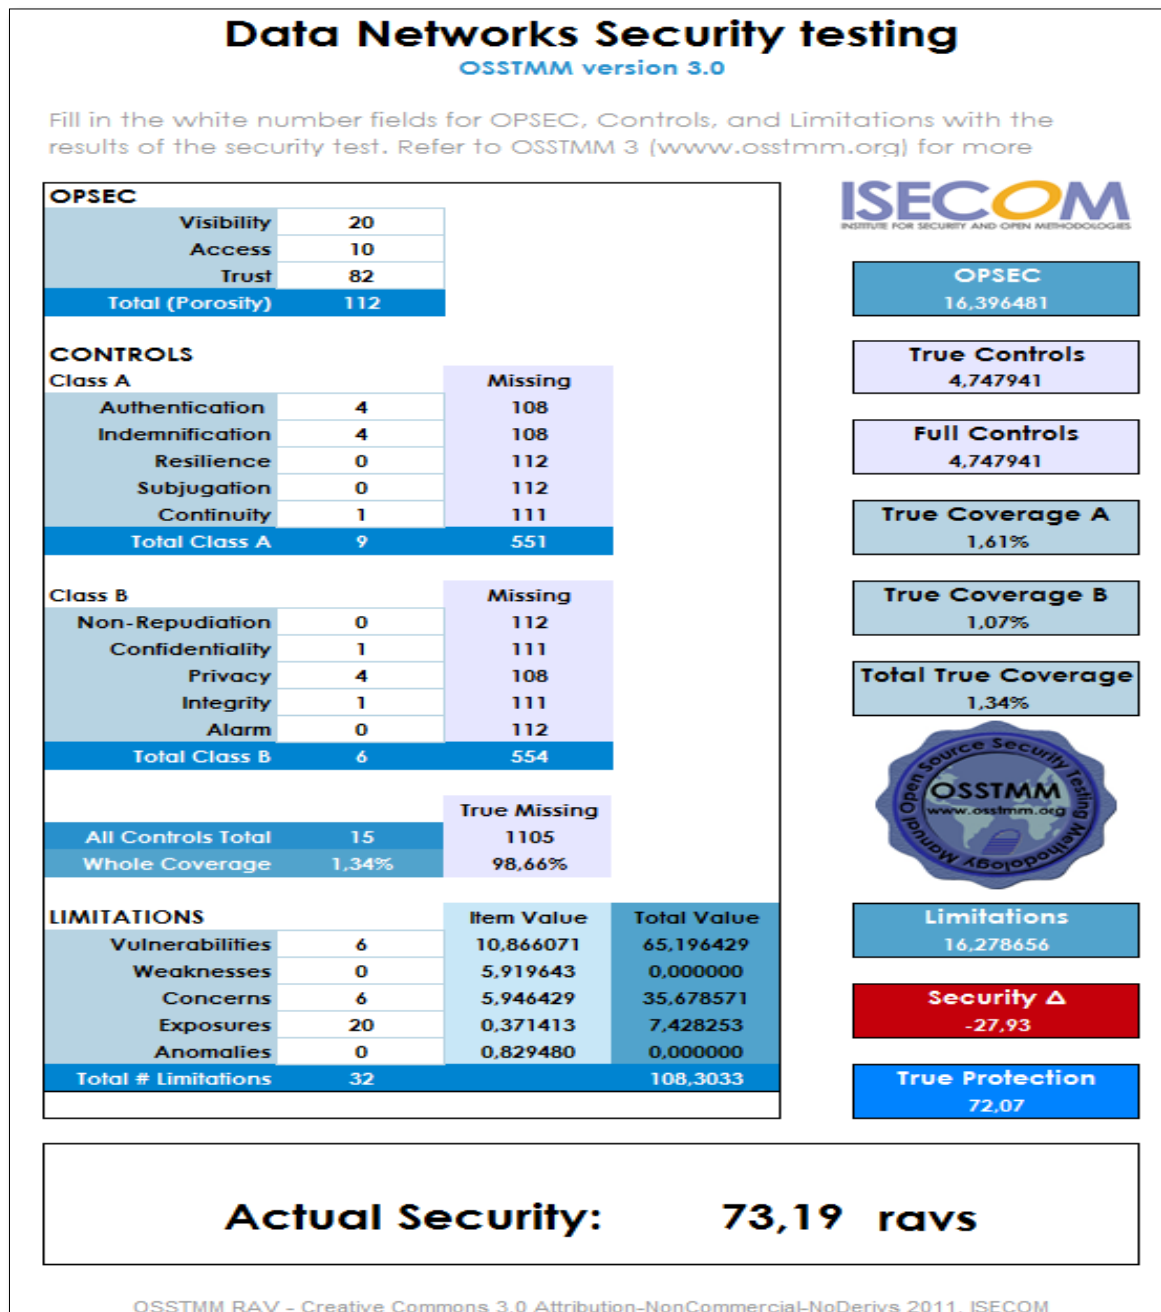 Data Networks Security testing
OSSTMM version 3.0
Fill in the white number fields for OPSEC, Controls, and Limitations with the
results of the security test. Refer to OSSTMM 3 (www.osstmm.org) for more
OPSEC
Visibility 20
Access 10
Trust 82
Total (Porosity) 112
CONTROLS
Class A Missing
Authentication 4 108
Indemnification 4 108
Resilience 0 112
Subjugation 0 112
Continuity 1 111
Total Class A 9 551
Class B Missing
Non-Repudiation 0 112
Confidentiality 1 111
Privacy 4 108
Integrity 1 111
Alarm 0 112
Total Class B 6 554
True Missing
All Controls Total 15 1105
Whole Coverage 1,34% 98,66%
LIMITATIONS Item Value Total Value
Vulnerabilities 6 10,866071 65,196429
Weaknesses 0 5,919643 0,000000
Concerns 6 5,946429 35,678571
Exposures 20 0,371413 7,428253
Anomalies 0 0,829480 0,000000
Total # Limitations 32 108,3033
ISECOM
INSTITUTE FOR SECURITY AND OPEN METHODOLOGIES
OPSEC
16,396481
True Controls
4,747941
Full Controls
4,747941
True Coverage A
1,61%
True Coverage B
1,07%
Total True Coverage
1,34%
Open Source Security Testing Methodology Manual
OSSTMM
www.osstmm.org
Limitations
16,278656
Security Δ
-27,93
True Protection
72,07
Actual Security: 73,19 ravs
OSSTMM RAV - Creative Commons 3.0 Attribution-NonCommercial-NoDerivs 2011, ISECOM